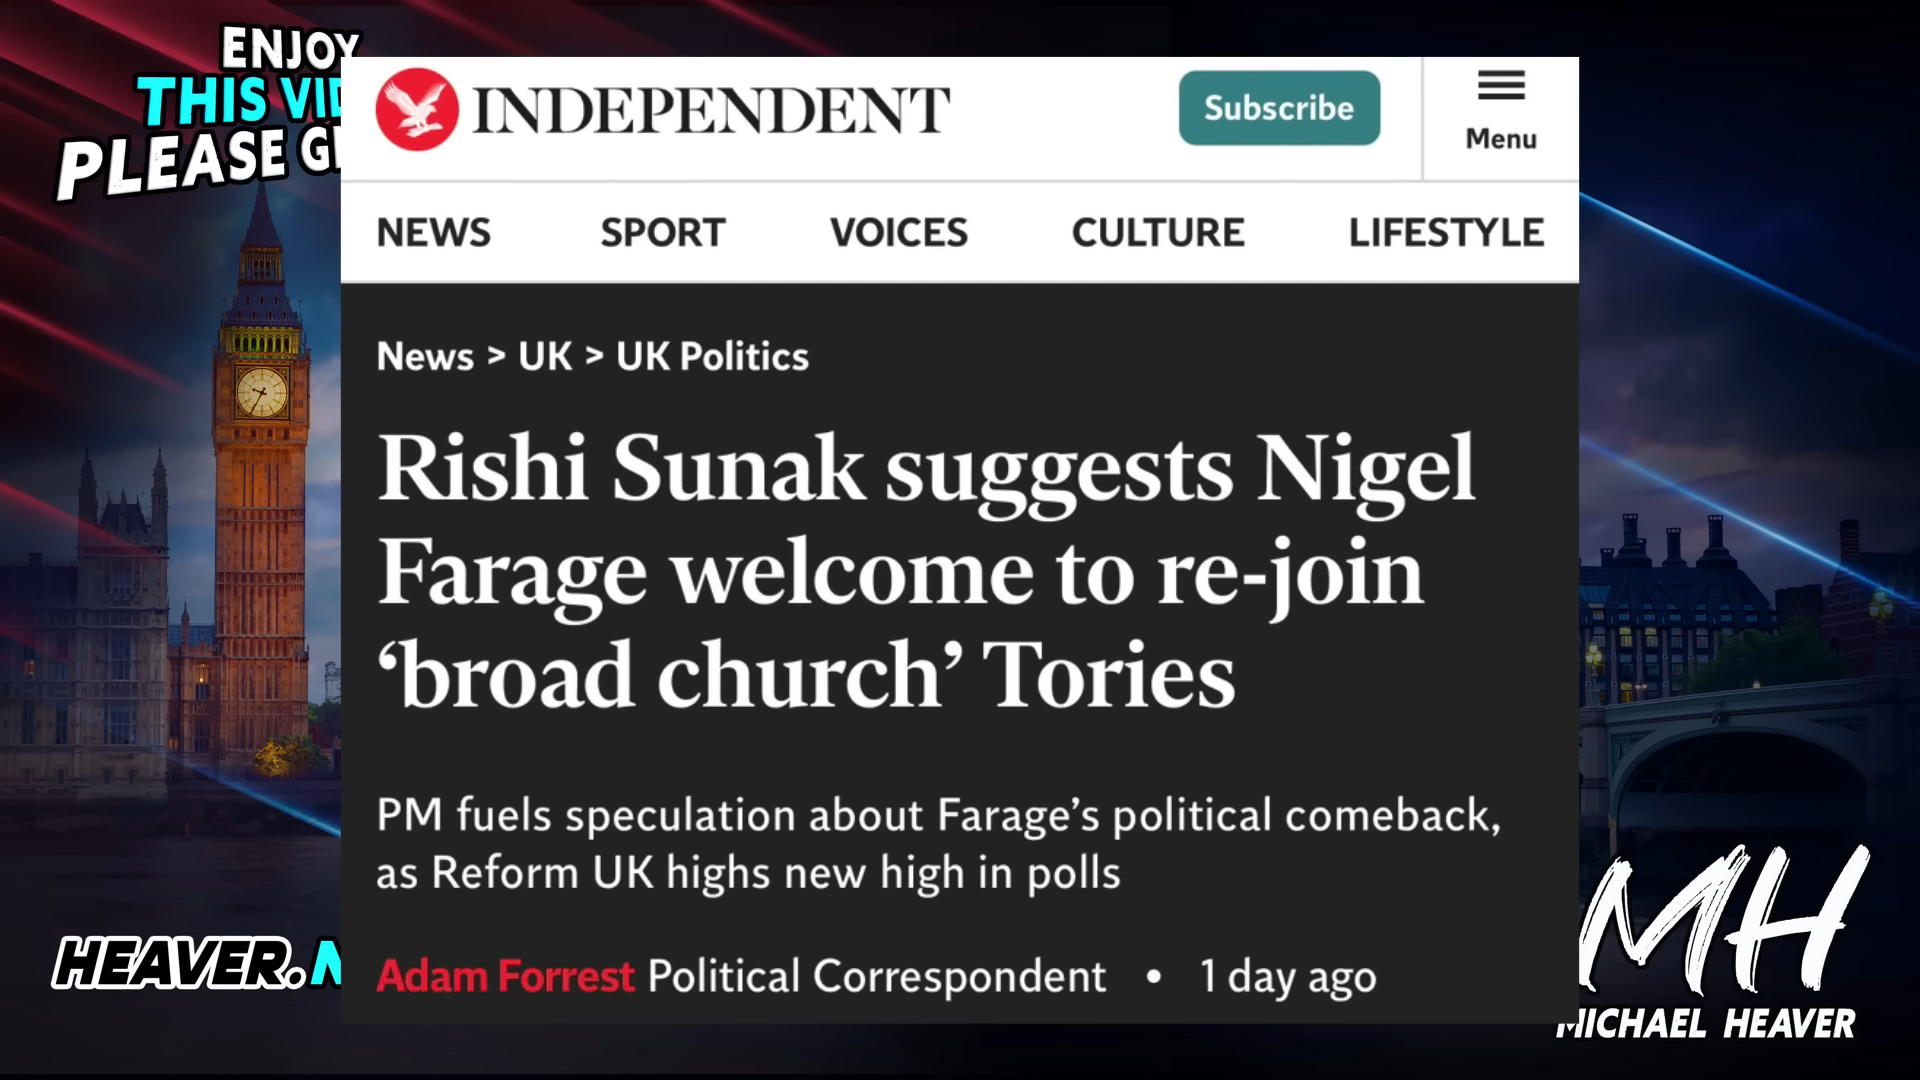 ENJOY
THIS VI
PLEASE G
INDEPENDENT
Subscribe
Menu
NEWS SPORT VOICES CULTURE LIFESTYLE
News > UK > UK Politics
Rishi Sunak suggests Nigel
Farage welcome to re-join
‘broad church’ Tories
PM fuels speculation about Farage’s political comeback,
as Reform UK highs new high in polls
Adam Forrest Political Correspondent • 1 day ago
HEAVER.
MH
MICHAEL HEAVER